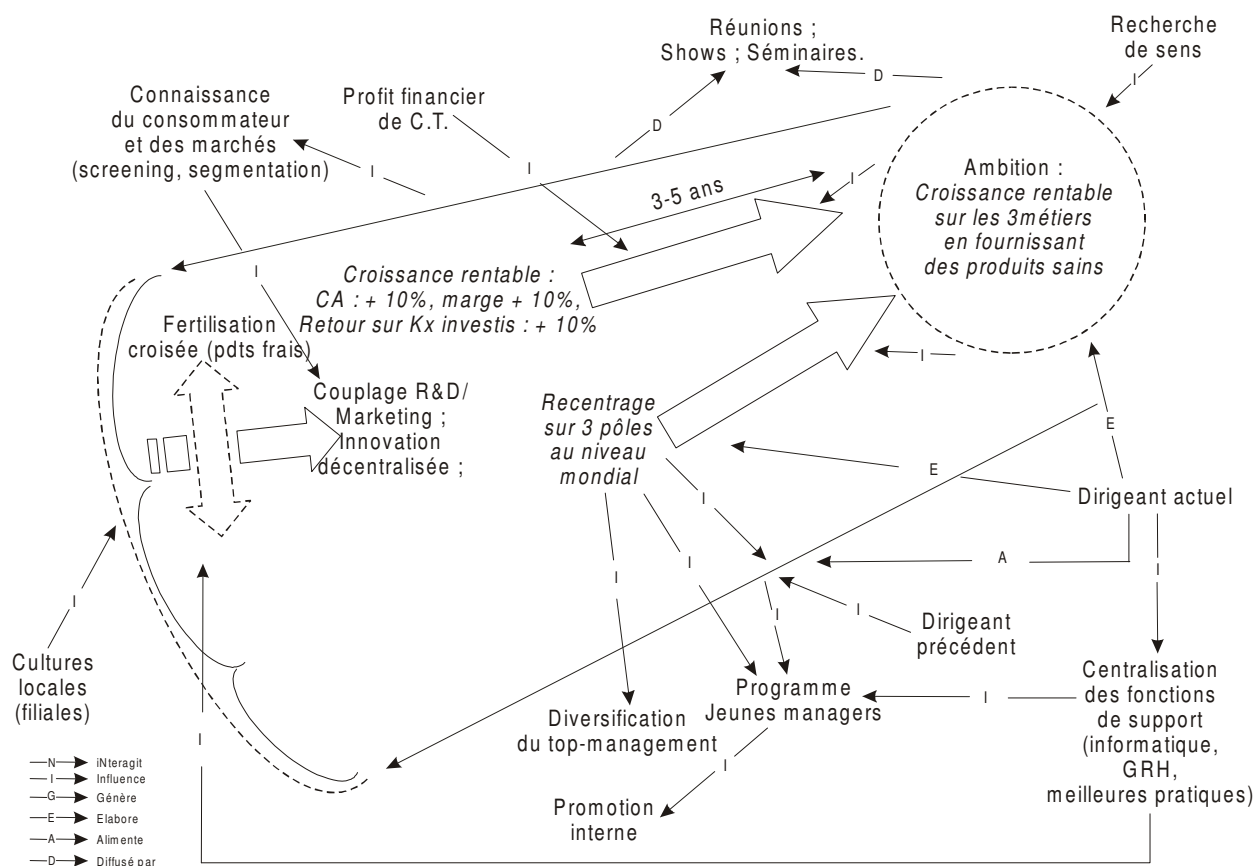 Réunions ;
Shows ; Séminaires.
Recherche
de sens
Connaissance
du consommateur
et des marchés
(screening, segmentation)
Profit financier
de C.T.
D
D
I
I
I
I
3-5 ans
Ambition :
Croissance rentable
sur les 3métiers
en fournissant
des produits sains
I
Croissance rentable :
CA : + 10%, marge + 10%,
Retour sur Kx investis : + 10%
Fertilisation
croisée (pdts frais)
I
Couplage R&D/
Marketing ;
Innovation
décentralisée ;
Recentrage
sur 3 pôles
au niveau
mondial
E
E
I
Dirigeant actuel
A
I
I
I
I
I
I
Dirigeant
précédent
Cultures
locales
(filiales)
Centralisation
des fonctions
de support
(informatique,
GRH,
meilleures pratiques)
Programme
Jeunes managers
I
Diversification
du top-management
I
I
Promotion
interne
N iNteragit
I Influence
G Génère
E Elabore
A Alimente
D Diffusé par